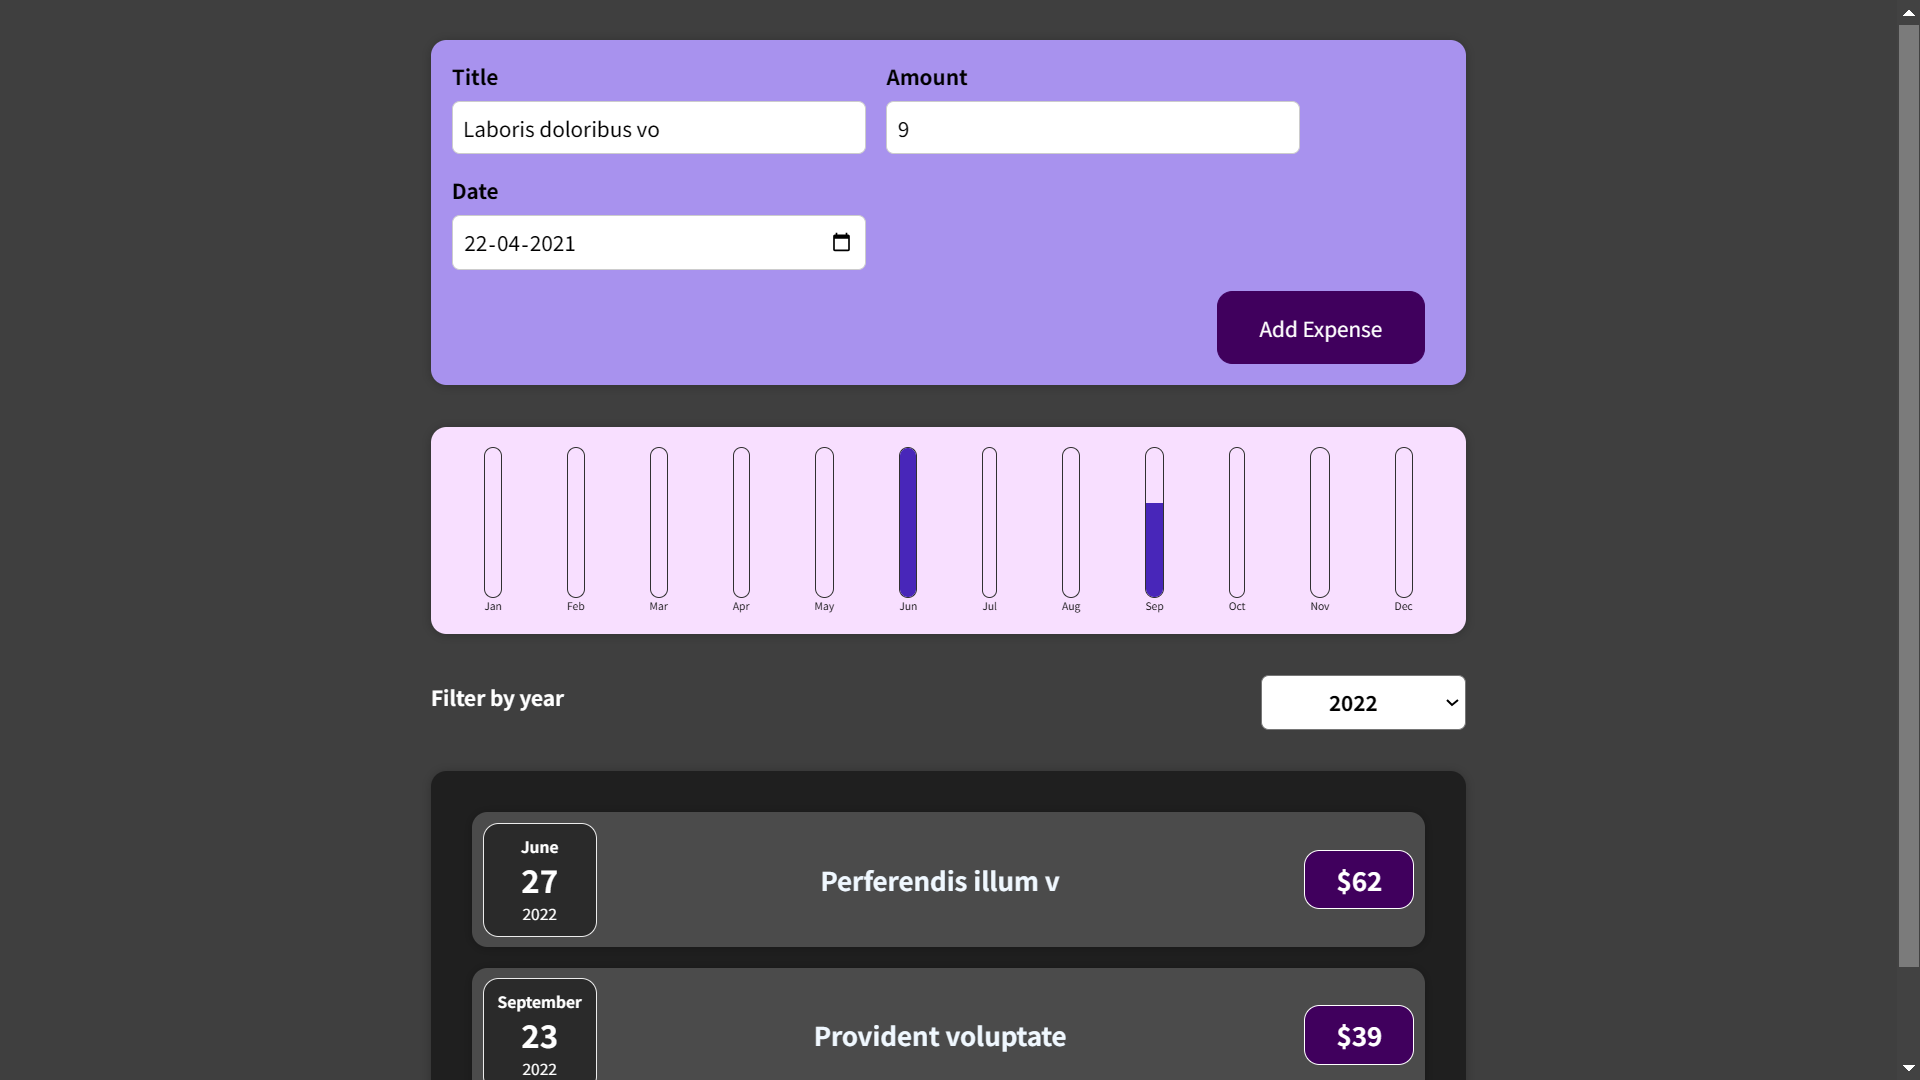 Title
Amount
Laboris doloribus vo
9
Date
22-04-2021
Add Expense
Jan Feb Mar Apr May Jun Jul Aug Sep Oct Nov Dec
Filter by year
2022
June
27
2022
Perferendis illum v
$62
September
23
2022
Provident voluptate
$39